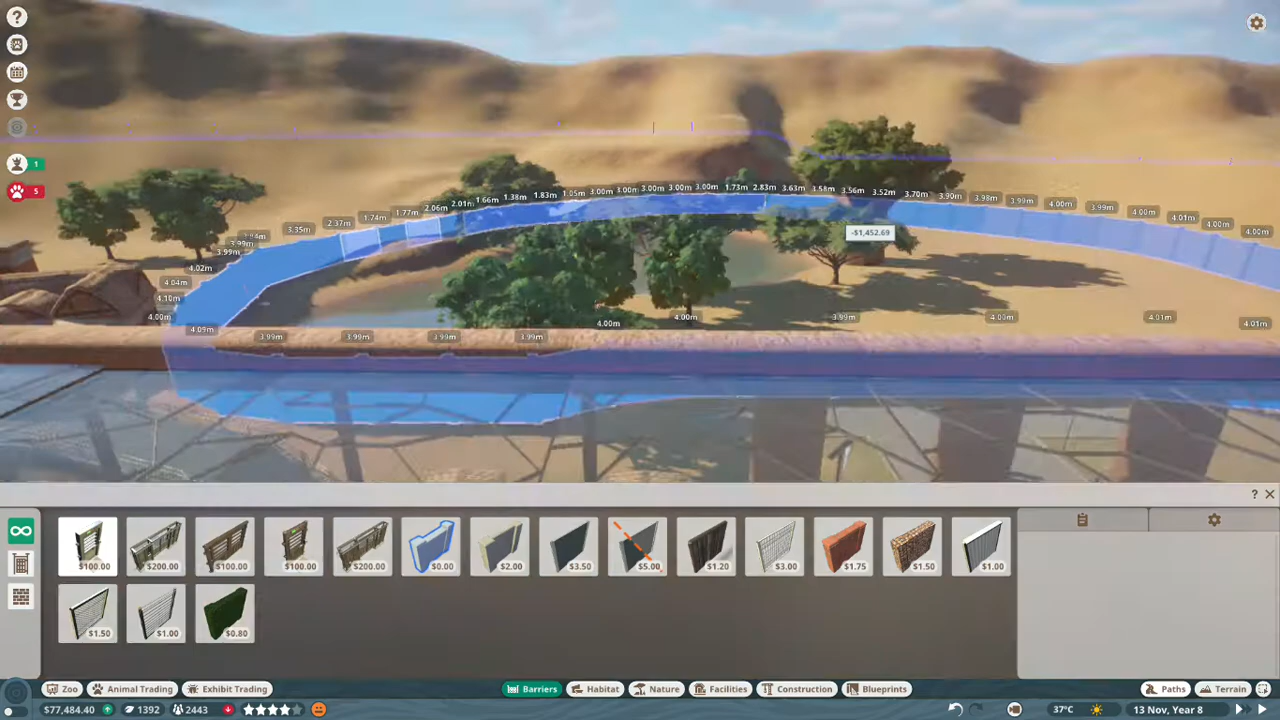 1
5
3.00m 3.00m 3.00m 3.00m 3.00m 1.73m 2.83m 3.63m 3.58m 3.56m 3.52m 3.70m 3.90m 3.98m 3.99m 4.00m 3.99m 4.00m 4.01m 4.00m 4.00m
2.37m 1.74m 1.77m 2.06m 2.01m 1.66m 1.38m 1.83m 1.05m
3.35m
3.99m
3.99m
-$1,452.69
4.02m
4.04m
4.10m
4.00m 4.00m 4.00m 3.99m 4.00m 4.01m 4.01m
4.09m 3.99m 3.99m 3.99m 3.99m
? ×
∞
$100.00 $200.00 $100.00 $100.00 $200.00 $0.00 $2.00 $3.50 $5.00 $1.20 $3.00 $1.75 $1.50 $1.00
$1.50 $1.00 $0.80
Zoo Animal Trading Exhibit Trading Barriers Habitat Nature Facilities Construction Blueprints Paths Terrain
$77,484.40 1392 2443 37°C 13 Nov, Year 8